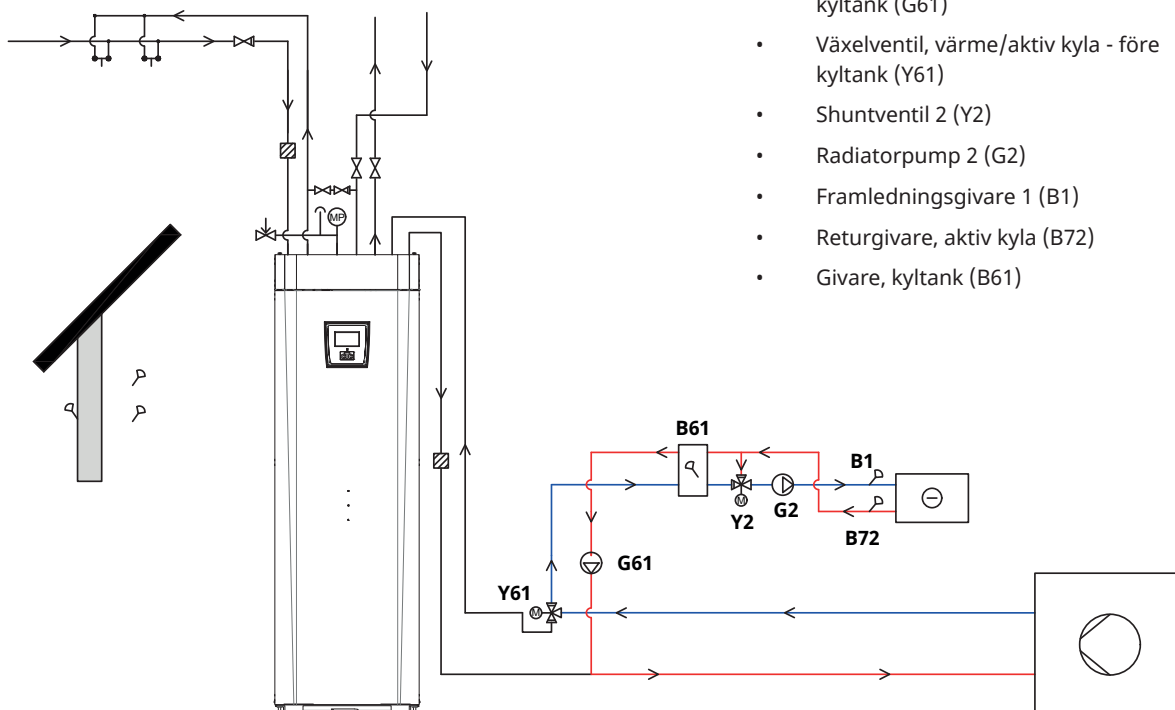 kyltank (G61)
• Växelventil, värme/aktiv kyla - före
kyltank (Y61)
• Shuntventil 2 (Y2)
• Radiatorpump 2 (G2)
• Framledningsgivare 1 (B1)
• Returgivare, aktiv kyla (B72)
• Givare, kyltank (B61)
MP
B61
B1
M
Y2
G2
B72
G61
Y61
M